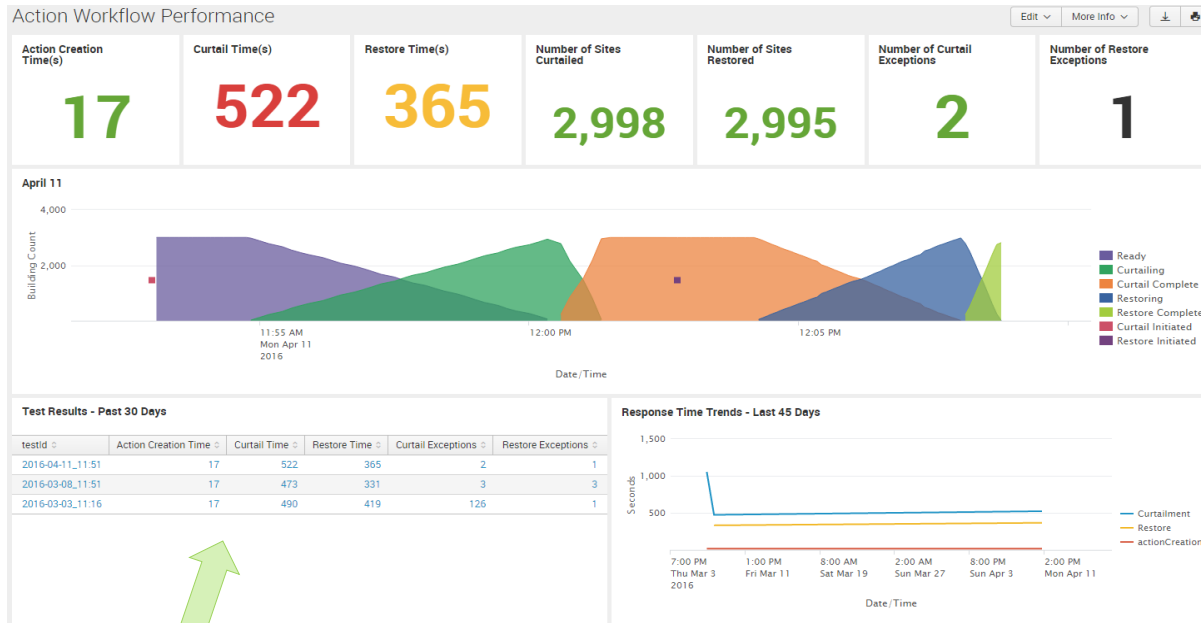 Action Workflow Performance
Edit
More Info
Action Creation
Time(s)
17
Curtail Time(s)
522
Restore Time(s)
365
Number of Sites
Curtailed
2,998
Number of Sites
Restored
2,995
Number of Curtail
Exceptions
2
Number of Restore
Exceptions
1
April 11
4,000
2,000
Building Count
11:55 AM
Mon Apr 11
2016
12:00 PM
12:05 PM
Date/Time
Ready
Curtailing
Curtail Complete
Restoring
Restore Complete
Curtail Initiated
Restore Initiated
Test Results - Past 30 Days
testId Action Creation Time Curtail Time Restore Time Curtail Exceptions Restore Exceptions
2016-04-11_11:51 17 522 365 2 1
2016-03-08_11:51 17 473 331 3 3
2016-03-03_11:16 17 490 419 126 1
Response Time Trends - Last 45 Days
1,500
1,000
500
Seconds
7:00 PM
Thu Mar 3
2016
1:00 PM
Fri Mar 11
8:00 AM
Sat Mar 19
2:00 AM
Sun Mar 27
8:00 PM
Sun Apr 3
2:00 PM
Mon Apr 11
Date/Time
Curtailment
Restore
actionCreation